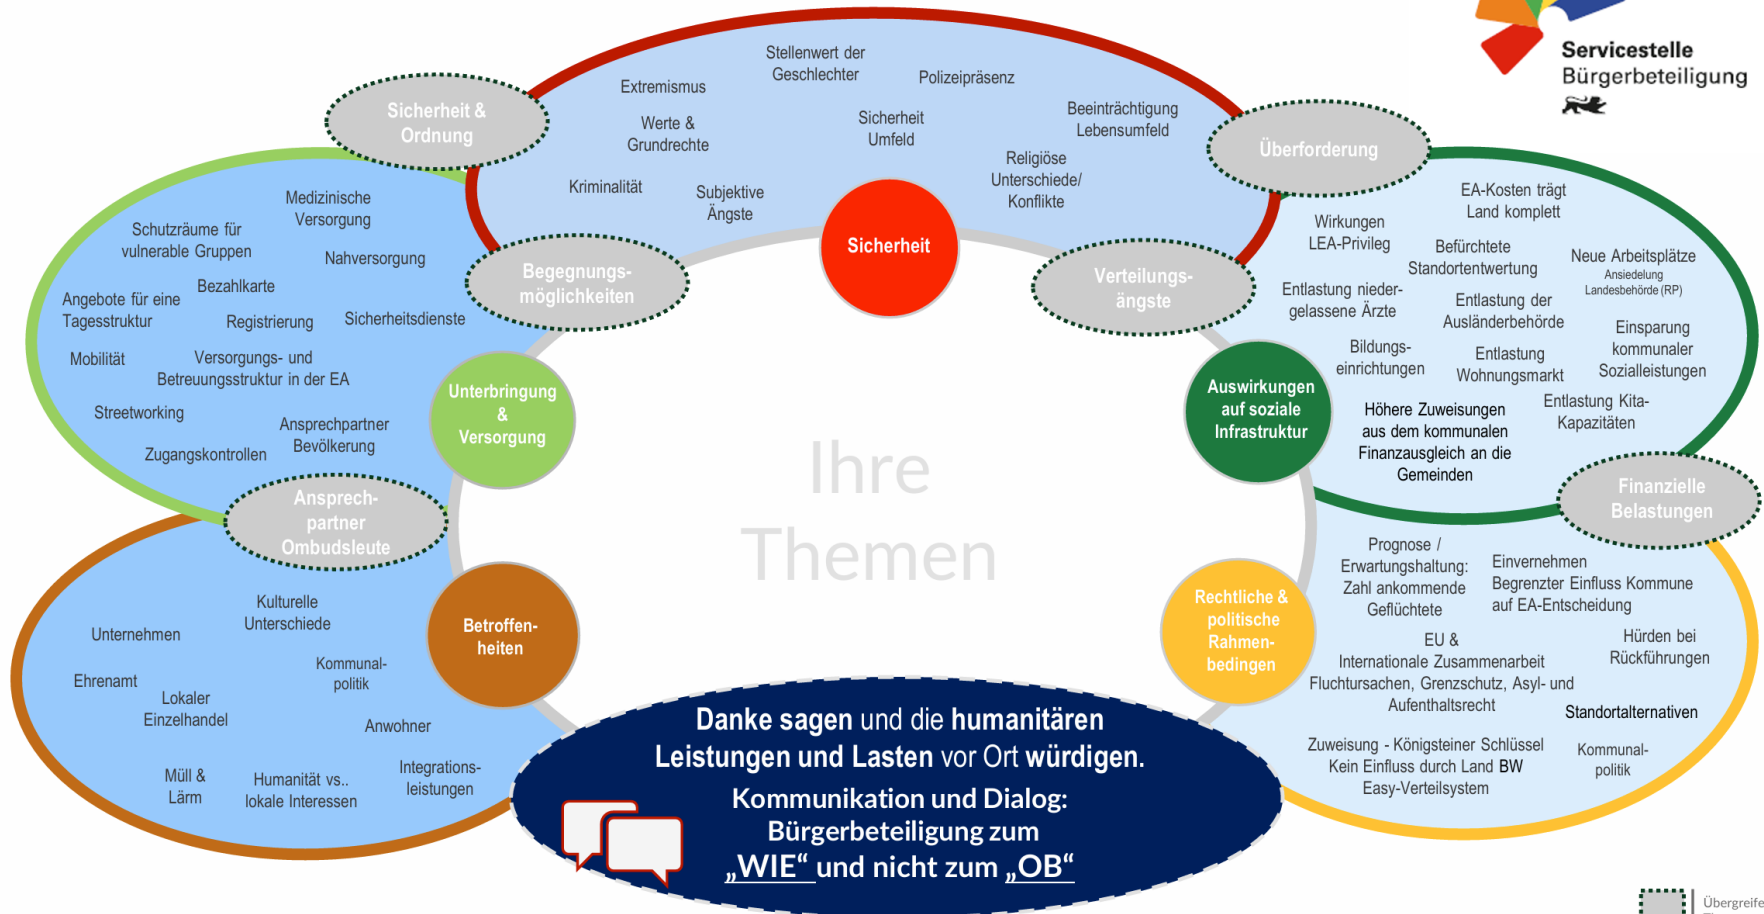 Servicestelle
Bürgerbeteiligung
Sicherheit &
Ordnung
Stellenwert der
Geschlechter
Extremismus
Polizeipräsenz
Werte &
Grundrechte
Sicherheit
Umfeld
Beeinträchtigung
Lebensumfeld
Kriminalität
Subjektive
Ängste
Religiöse
Unterschiede/
Konflikte
Sicherheit
Überforderung
Begegnungs-
möglichkeiten
Verteilungs-
ängste
Medizinische
Versorgung
Schutzräume für
vulnerable Gruppen
Nahversorgung
Bezahlkarte
Angebote für eine
Tagesstruktur
Registrierung
Sicherheitsdienste
Mobilität
Versorgungs- und
Betreuungsstruktur in der EA
Streetworking
Ansprechpartner
Bevölkerung
Zugangskontrollen
Unterbringung
&
Versorgung
Ihre
Themen
Auswirkungen
auf soziale
Infrastruktur
EA-Kosten trägt
Land komplett
Wirkungen
LEA-Privileg
Befürchtete
Standortentwertung
Neue Arbeitsplätze
Ansiedelung
Landesbehörde (RP)
Entlastung nieder-
gelassene Ärzte
Entlastung der
Ausländerbehörde
Einsparung
kommunaler
Sozialleistungen
Bildungs-
einrichtungen
Entlastung
Wohnungsmarkt
Entlastung Kita-
Kapazitäten
Höhere Zuweisungen
aus dem kommunalen
Finanzausgleich an die
Gemeinden
Finanzielle
Belastungen
Ansprech-
partner
Ombudsleute
Kulturelle
Unterschiede
Unternehmen
Kommunal-
politik
Ehrenamt
Lokaler
Einzelhandel
Anwohner
Müll &
Lärm
Humanität vs..
lokale Interessen
Integrations-
leistungen
Betroffen-
heiten
Rechtliche &
politische
Rahmen-
bedingen
Prognose /
Erwartungshaltung:
Zahl ankommende
Geflüchtete
Einvernehmen
Begrenzter Einfluss Kommune
auf EA-Entscheidung
EU &
Internationale Zusammenarbeit
Fluchtursachen, Grenzschutz, Asyl- und
Aufenthaltsrecht
Hürden bei
Rückführungen
Standortalternativen
Zuweisung - Königsteiner Schlüssel
Kein Einfluss durch Land BW
Easy-Verteilsystem
Kommunal-
politik
Danke sagen und die humanitären
Leistungen und Lasten vor Ort würdigen.
Kommunikation und Dialog:
Bürgerbeteiligung zum
„WIE“ und nicht zum „OB“
Übergreife